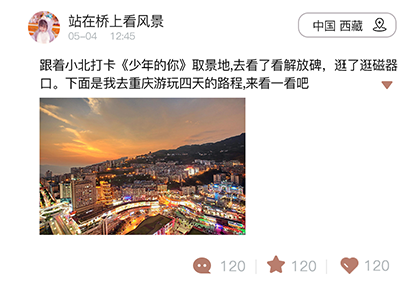 站在桥上看风景
05-04 12:45
中国 西藏
跟着小北打卡《少年的你》取景地,去看了看解放碑，逛了逛磁器
口。下面是我去重庆游玩四天的路程,来看一看吧
120
120
120